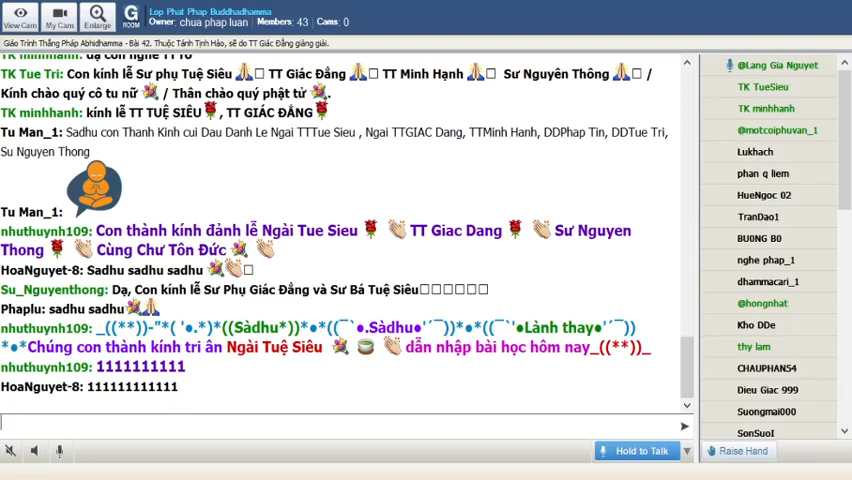 Lop Phat Phap Buddhadhamma
Owner: chua phap luan Members: 43 Cams: 0
View Cam
My Cam
Enlarge
G
ROOM
Giáo Trình Thắng Pháp Abhidhamma - Bài 42. Thuộc Tánh Tịnh Hảo, sẽ do TT Giác Đẳng giảng giải.
TK minhhanh: dạ con nghe TT rõ
TK Tue Tri: Con kính lễ Sư phụ Tuệ Siêu TT Giác Đẳng TT Minh Hạnh Sư Nguyên Thông /
Kính chào quý cô tu nữ / Thân chào quý phật tử .
TK minhhanh: kính lễ TT TUỆ SIÊU , TT GIÁC ĐẲNG
Tu Man_1: Sadhu con Thanh Kinh cui Dau Danh Le Ngai TTTue Sieu , Ngai TTGIAC Dang, TTMinh Hanh, DDPhap Tin, DDTue Tri,
Su Nguyen Thong
Tu Man_1:
nhuthuynh109: Con thành kính đảnh lễ Ngài Tue Sieu TT Giac Dang Sư Nguyen
Thong Cùng Chư Tôn Đức
HoaNguyet-8: Sadhu sadhu sadhu
Su_Nguyenthong: Dạ, Con kính lễ Sư Phụ Giác Đẳng và Sư Bá Tuệ Siêu
Phaplu: sadhu sadhu
nhuthuynh109: _((**))-"*( '●.*)*((Sàdhu*))*●*((¯`●.Sàdhu●'´¯))*●*((¯`'●Lành thay●'´¯))
*●*Chúng con thành kính tri ân Ngài Tuệ Siêu dẫn nhập bài học hôm nay_((**))_
nhuthuynh109: 1111111111
HoaNguyet-8: 111111111111
Hold to Talk
Raise Hand
@Lang Gia Nguyet
TK TueSieu
TK minhhanh
@motcoiphuvan_1
Lukhach
phan q liem
HueNgoc 02
TranDao1
BU0NG B0
nghe phap_1
dhammacari_1
@hongnhat
Kho DDe
thy lam
CHAUPHAN54
Dieu Giac 999
Suongmai000
SonSuoI